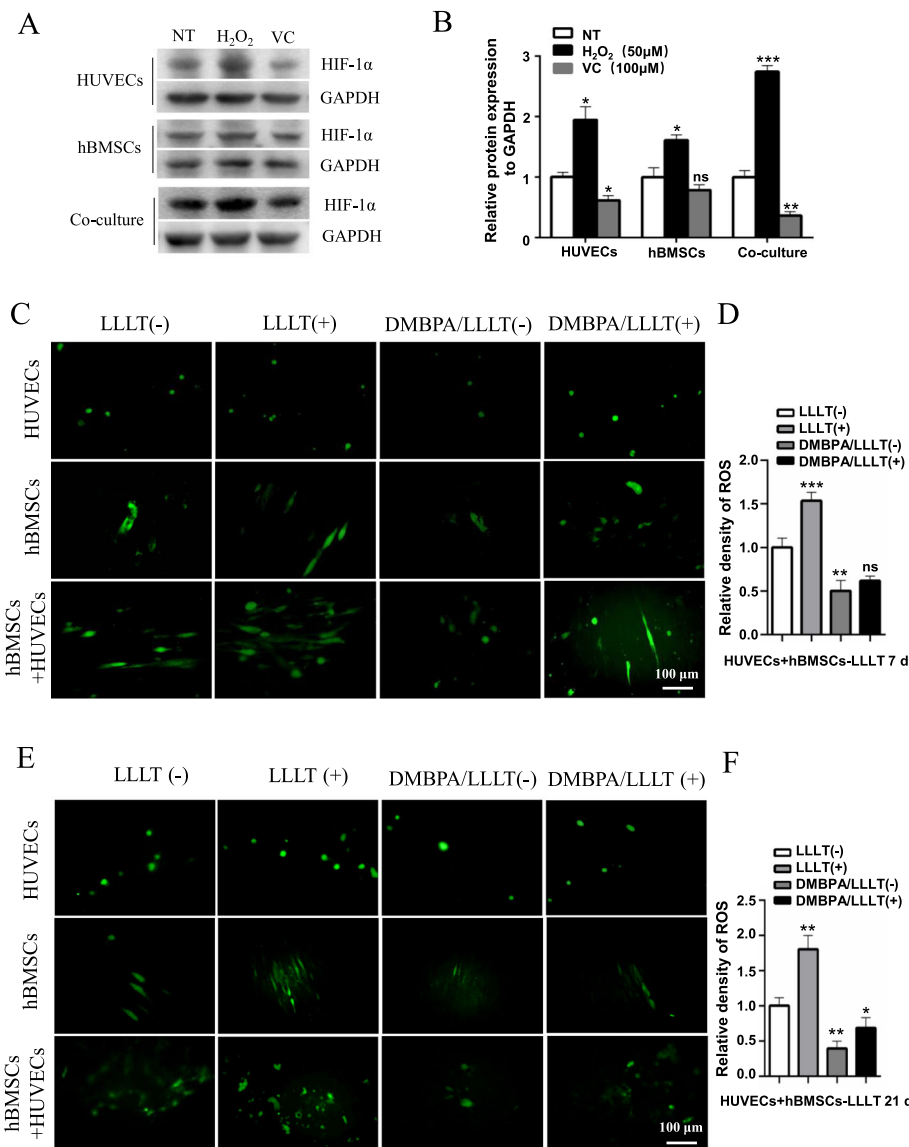 A
NT H₂O₂ VC
HUVECs
HIF-1α
GAPDH
hBMSCs
HIF-1α
GAPDH
Co-culture
HIF-1α
GAPDH
B
NT
H₂O₂ (50μM)
VC (100μM)
Relative protein expression
to GAPDH
3
2
1
0
* * * ns *** **
HUVECs hBMSCs Co-culture
C
LLLT(-) LLLT(+) DMBPA/LLLT(-) DMBPA/LLLT(+)
HUVECs
hBMSCs
hBMSCs
+HUVECs
100 μm
D
LLLT(-)
LLLT(+)
DMBPA/LLLT(-)
DMBPA/LLLT(+)
Relative density of ROS
2.0
1.5
1.0
0.5
0.0
*** ** ns
HUVECs+hBMSCs-LLLT 7 d
E
LLLT (-) LLLT (+) DMBPA/LLLT(-) DMBPA/LLLT (+)
HUVECs
hBMSCs
hBMSCs
+HUVECs
100 μm
F
LLLT(-)
LLLT(+)
DMBPA/LLLT(-)
DMBPA/LLLT(+)
Relative density of ROS
2.5
2.0
1.5
1.0
0.5
0.0
** ** *
HUVECs+hBMSCs-LLLT 21 d